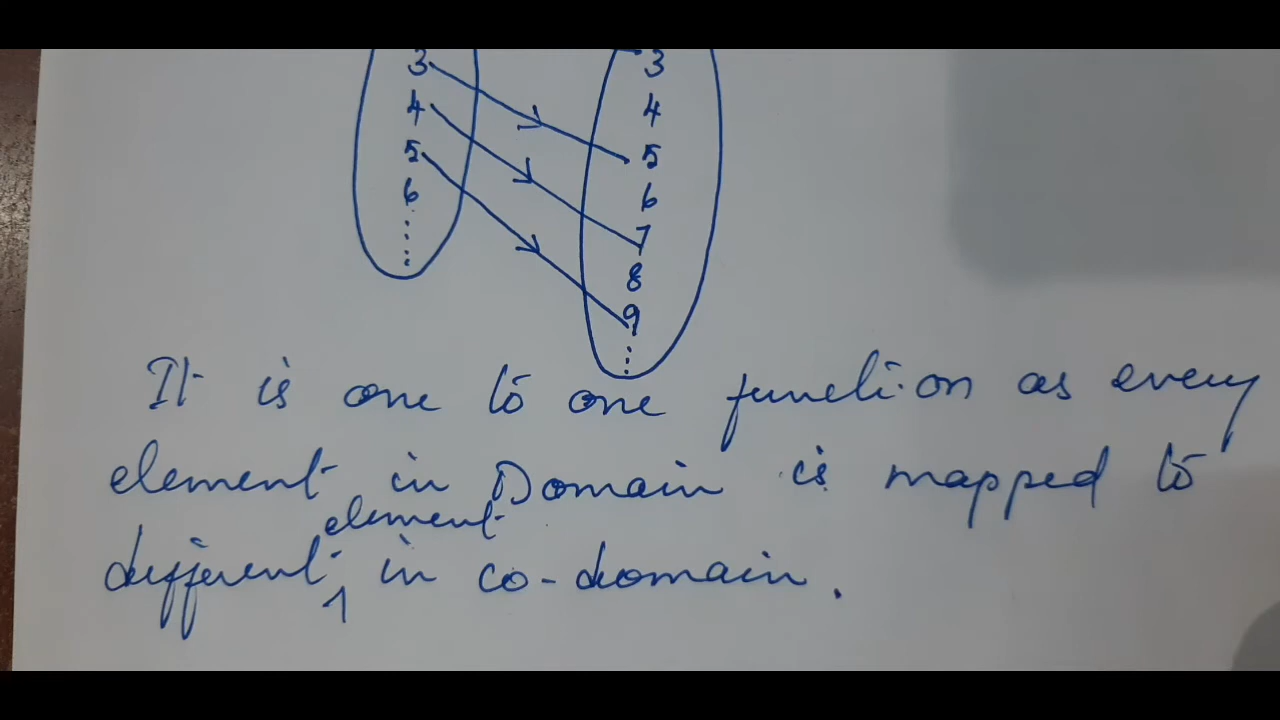 3 3
4 4
5 5
6 6
7
8
9
It is one to one function as every
element in Domain is mapped to
element
different in co-domain.